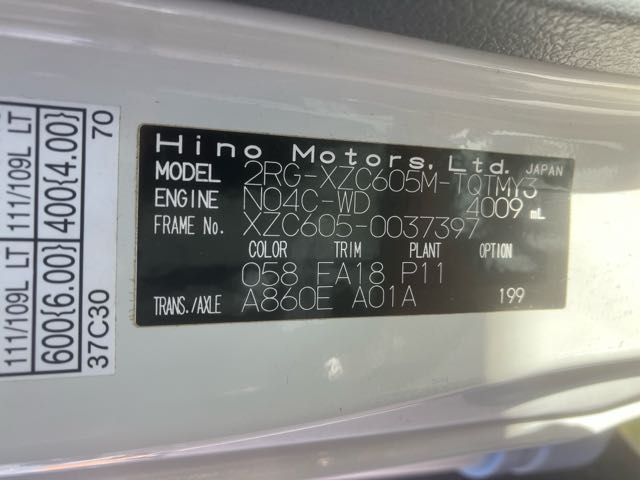 Hino Motors, Ltd. JAPAN
MODEL 2RG-XZC605M-TQTMY3
ENGINE N04C-WD 4009 mL
FRAME No. XZC605-0037397
COLOR TRIM PLANT OPTION
058 FA18 P11
TRANS./AXLE A860E A01A 199
111/109L LT 111/109L LT
600{6.00} 400{4.00}
37C30 70